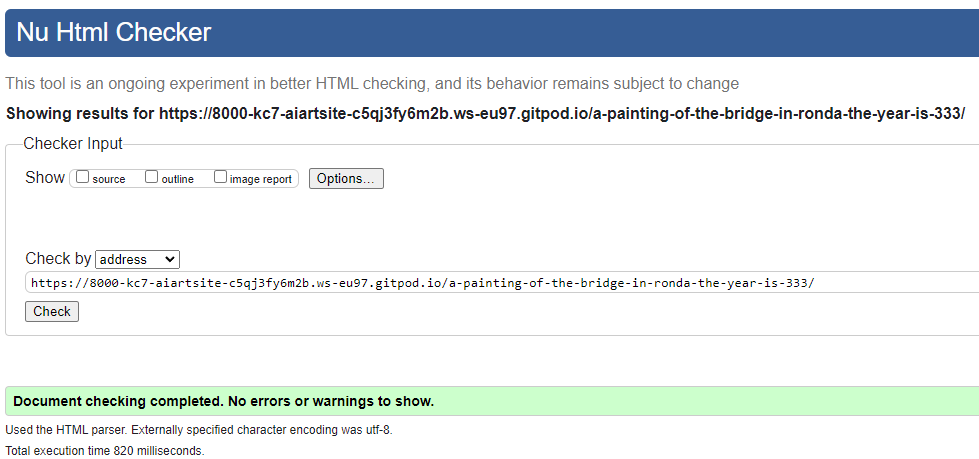 Nu Html Checker
This tool is an ongoing experiment in better HTML checking, and its behavior remains subject to change
Showing results for https://8000-kc7-aiartsite-c5qj3fy6m2b.ws-eu97.gitpod.io/a-painting-of-the-bridge-in-ronda-the-year-is-333/
Checker Input
Show source outline image report Options...
Check by address
https://8000-kc7-aiartsite-c5qj3fy6m2b.ws-eu97.gitpod.io/a-painting-of-the-bridge-in-ronda-the-year-is-333/
Check
Document checking completed. No errors or warnings to show.
Used the HTML parser. Externally specified character encoding was utf-8.
Total execution time 820 milliseconds.